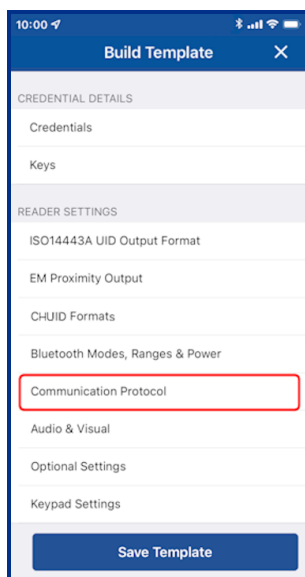 10:00
Build Template
CREDENTIAL DETAILS
Credentials
Keys
READER SETTINGS
ISO14443A UID Output Format
EM Proximity Output
CHUID Formats
Bluetooth Modes, Ranges & Power
Communication Protocol
Audio & Visual
Optional Settings
Keypad Settings
Save Template